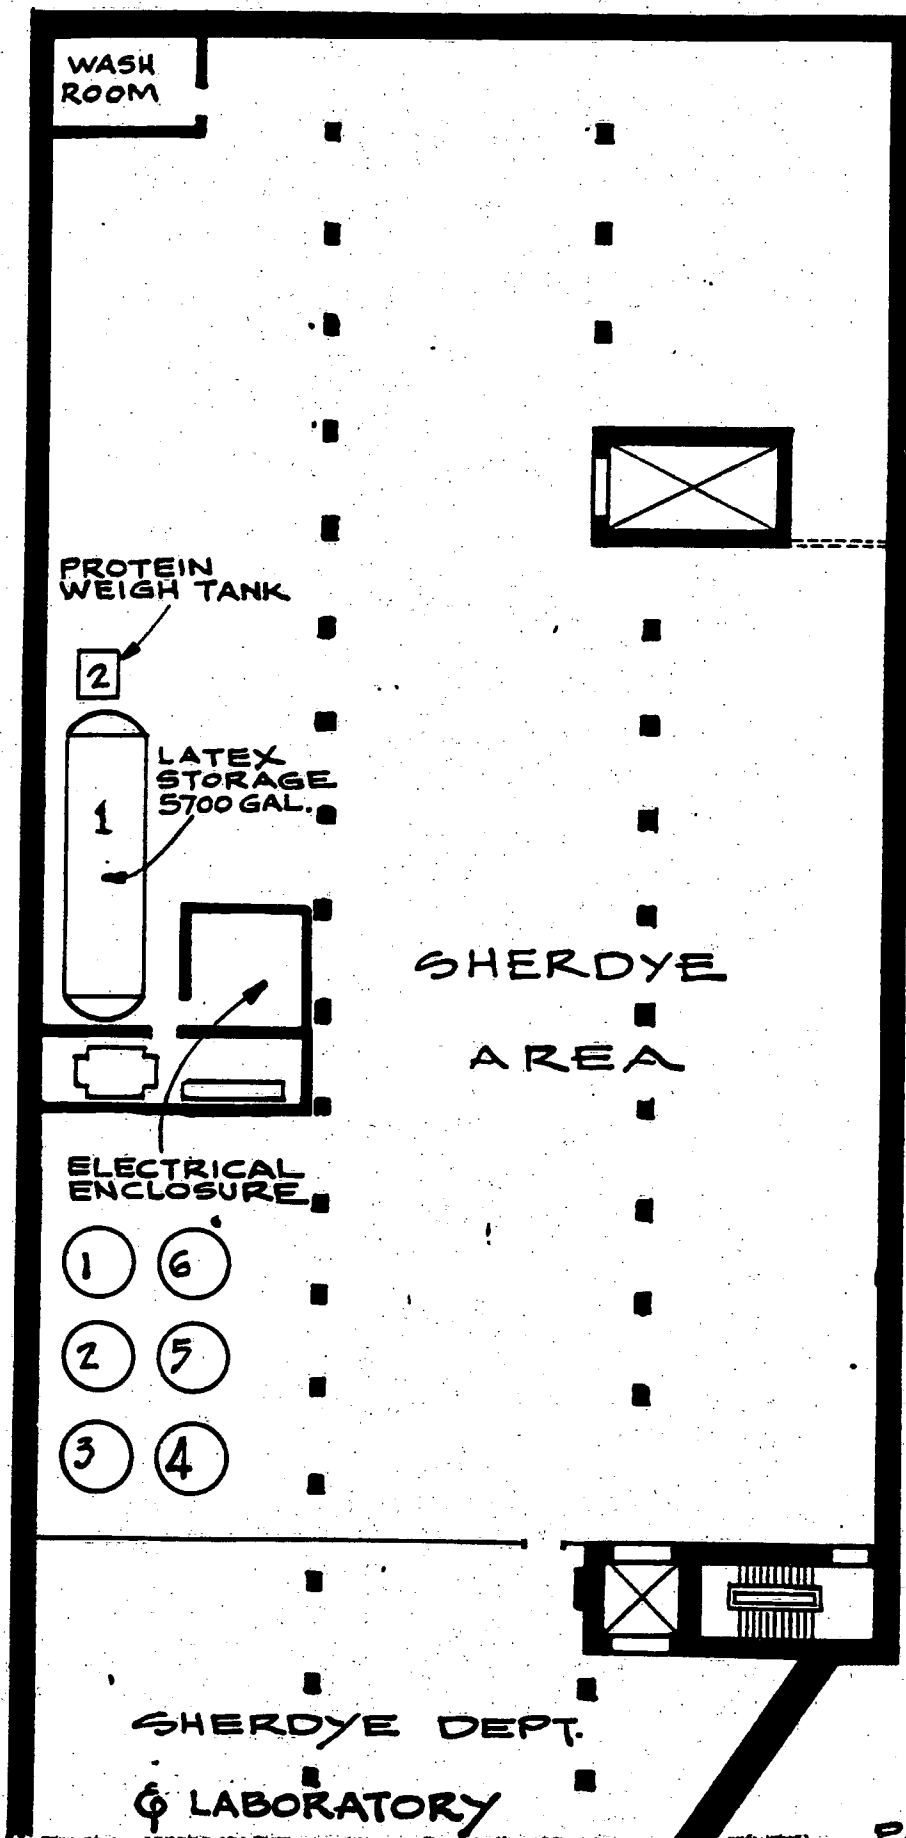 WASH
ROOM
PROTEIN
WEIGH TANK
2
LATEX
STORAGE
5700 GAL.
1
SHERDYE
AREA
ELECTRICAL
ENCLOSURE
1 6
2 5
3 4
SHERDYE DEPT.
& LABORATORY